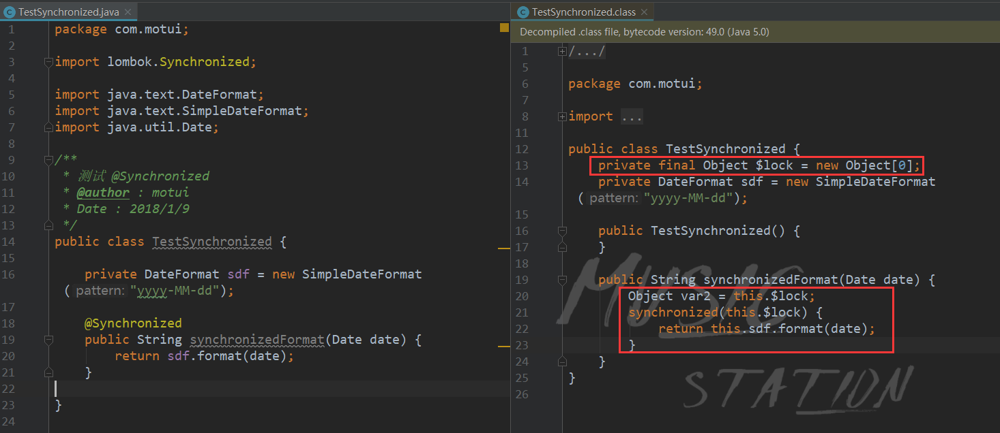 TestSynchronized.java
1 package com.motui;
2
3 import lombok.Synchronized;
4
5 import java.text.DateFormat;
6 import java.text.SimpleDateFormat;
7 import java.util.Date;
8
9 /**
10 * 测试 @Synchronized
11 * @author : motui
12 * Date : 2018/1/9
13 */
14 public class TestSynchronized {
15
16 private DateFormat sdf = new SimpleDateFormat
( pattern: "yyyy-MM-dd");
17
18 @Synchronized
19 public String synchronizedFormat(Date date) {
20 return sdf.format(date);
21 }
22
23 }
24
TestSynchronized.class
Decompiled .class file, bytecode version: 49.0 (Java 5.0)
1 /.../
5
6 package com.motui;
7
8 import ...
11
12 public class TestSynchronized {
13 private final Object $lock = new Object[0];
14 private DateFormat sdf = new SimpleDateFormat
( pattern: "yyyy-MM-dd");
15
16 public TestSynchronized() {
17 }
18
19 public String synchronizedFormat(Date date) {
20 Object var2 = this.$lock;
21 synchronized(this.$lock) {
22 return this.sdf.format(date);
23 }
24 }
25 }
26
MUSIC
STATION